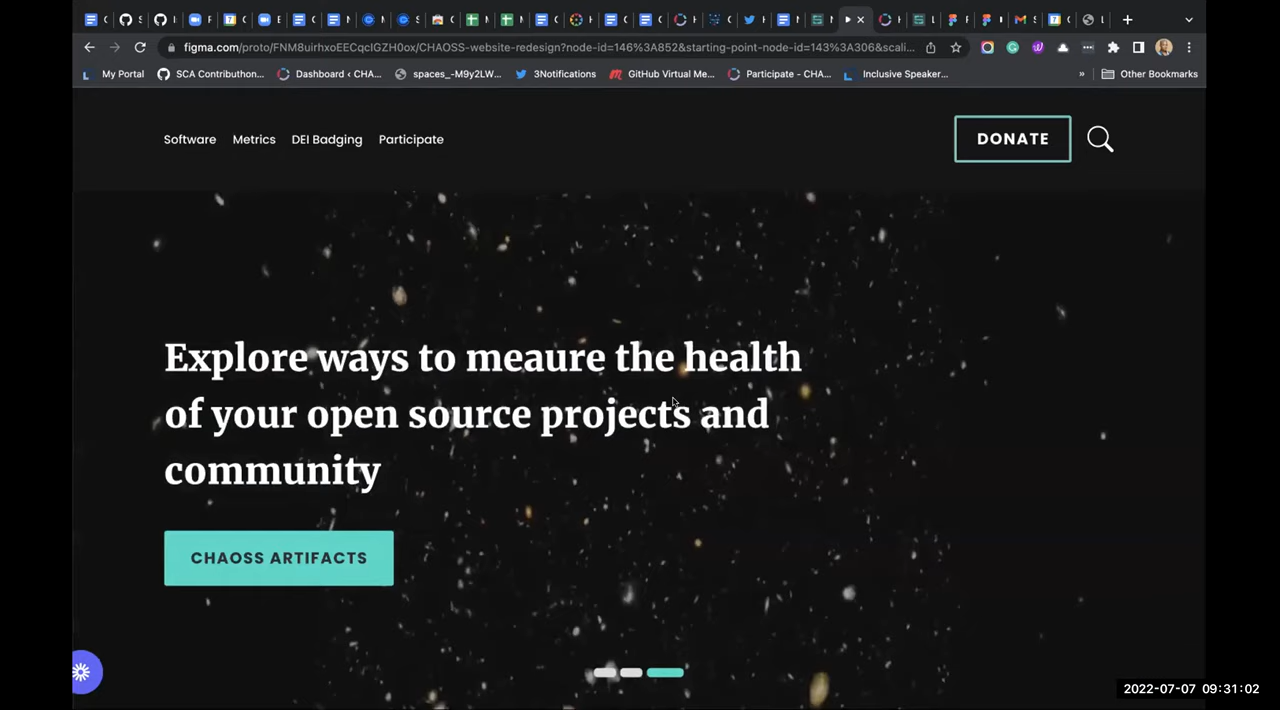 figma.com/proto/FNM8uirhxoEECqcIGZH0ox/CHAOSS-website-redesign?node-id=146%3A852&starting-point-node-id=143%3A306&scali...
My Portal SCA Contributhon... Dashboard ‹ CHA... spaces_-M9y2LW... 3Notifications GitHub Virtual Me... Participate - CHA... Inclusive Speaker... » Other Bookmarks
Software Metrics DEI Badging Participate
DONATE
Explore ways to meaure the health
of your open source projects and
community
CHAOSS ARTIFACTS
2022-07-07 09:31:02